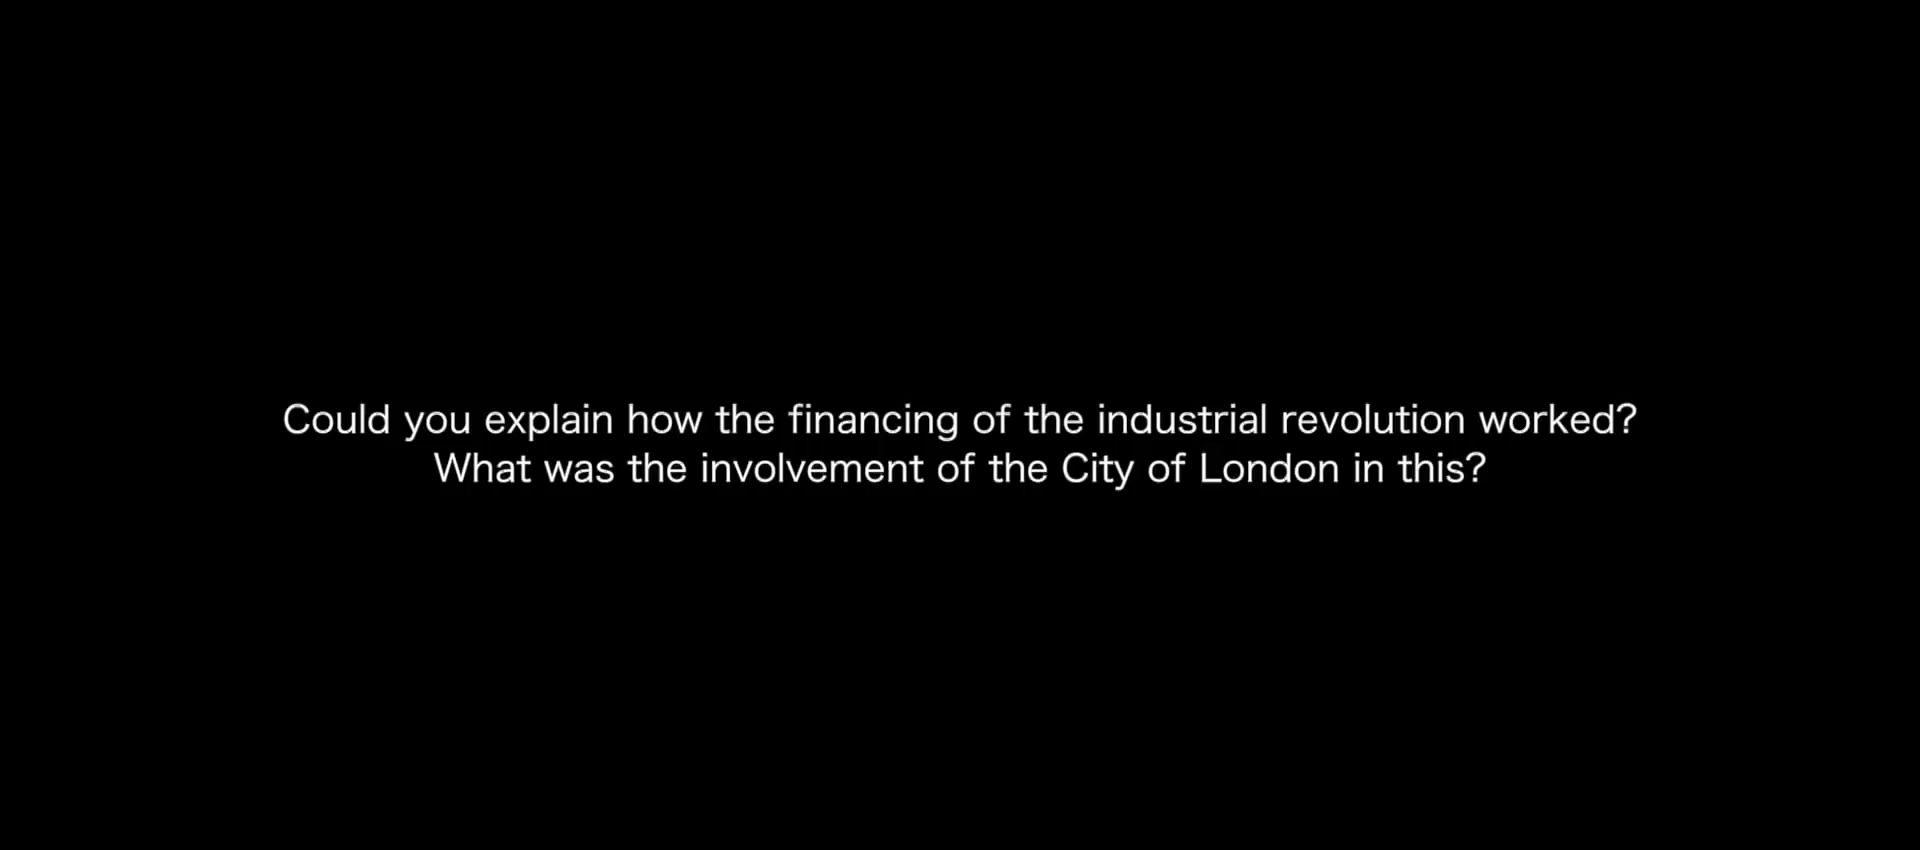 Could you explain how the financing of the industrial revolution worked?
What was the involvement of the City of London in this?